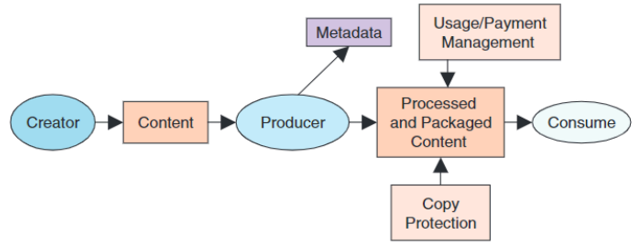 Metadata
Usage/Payment
Management
Creator
Content
Producer
Processed
and Packaged
Content
Consume
Copy
Protection